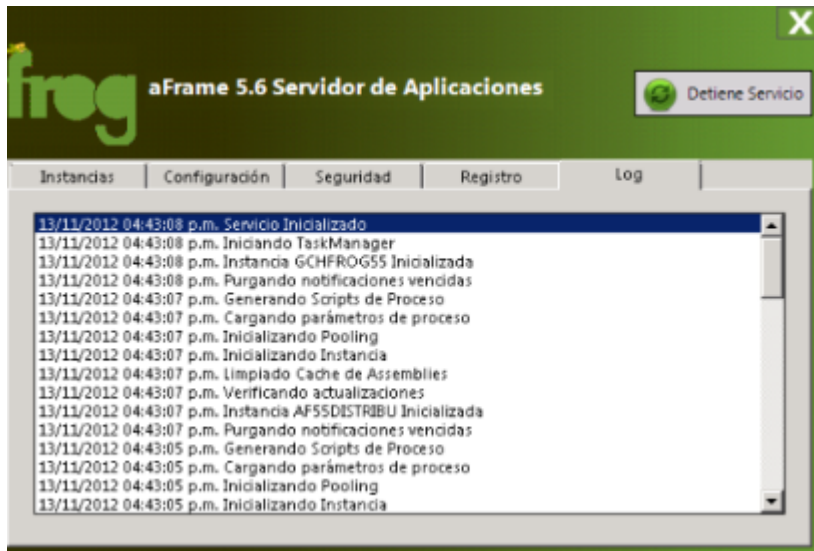 X
frog
aFrame 5.6 Servidor de Aplicaciones
Detiene Servicio
Instancias
Configuración
Seguridad
Registro
Log
13/11/2012 04:43:08 p.m. Servicio Inicializado
13/11/2012 04:43:08 p.m. Iniciando TaskManager
13/11/2012 04:43:08 p.m. Instancia GCHFROG55 Inicializada
13/11/2012 04:43:08 p.m. Purgando notificaciones vencidas
13/11/2012 04:43:07 p.m. Generando Scripts de Proceso
13/11/2012 04:43:07 p.m. Cargando parámetros de proceso
13/11/2012 04:43:07 p.m. Inicializando Pooling
13/11/2012 04:43:07 p.m. Inicializando Instancia
13/11/2012 04:43:07 p.m. Limpiado Cache de Assemblies
13/11/2012 04:43:07 p.m. Verificando actualizaciones
13/11/2012 04:43:07 p.m. Instancia AF55DISTRIBU Inicializada
13/11/2012 04:43:07 p.m. Purgando notificaciones vencidas
13/11/2012 04:43:05 p.m. Generando Scripts de Proceso
13/11/2012 04:43:05 p.m. Cargando parámetros de proceso
13/11/2012 04:43:05 p.m. Inicializando Pooling
13/11/2012 04:43:05 p.m. Inicializando Instancia